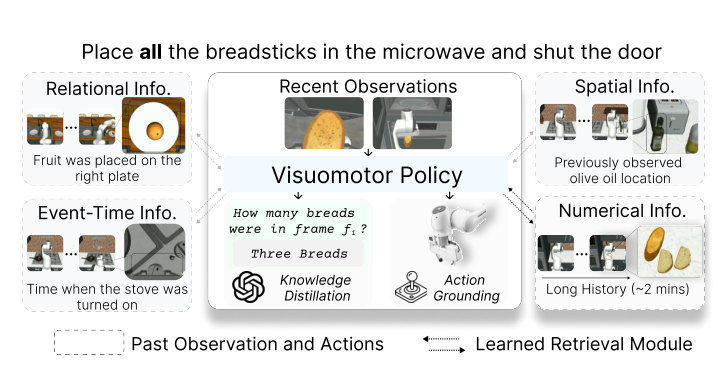 Place all the breadsticks in the microwave and shut the door
Relational Info.
Fruit was placed on the
right plate
Event-Time Info.
Time when the stove was
turned on
Recent Observations
Visuomotor Policy
How many breads
were in frame f₁?
Three Breads
Knowledge
Distillation
Action
Grounding
Spatial Info.
Previously observed
olive oil location
Numerical Info.
Long History (~2 mins)
Past Observation and Actions
Learned Retrieval Module